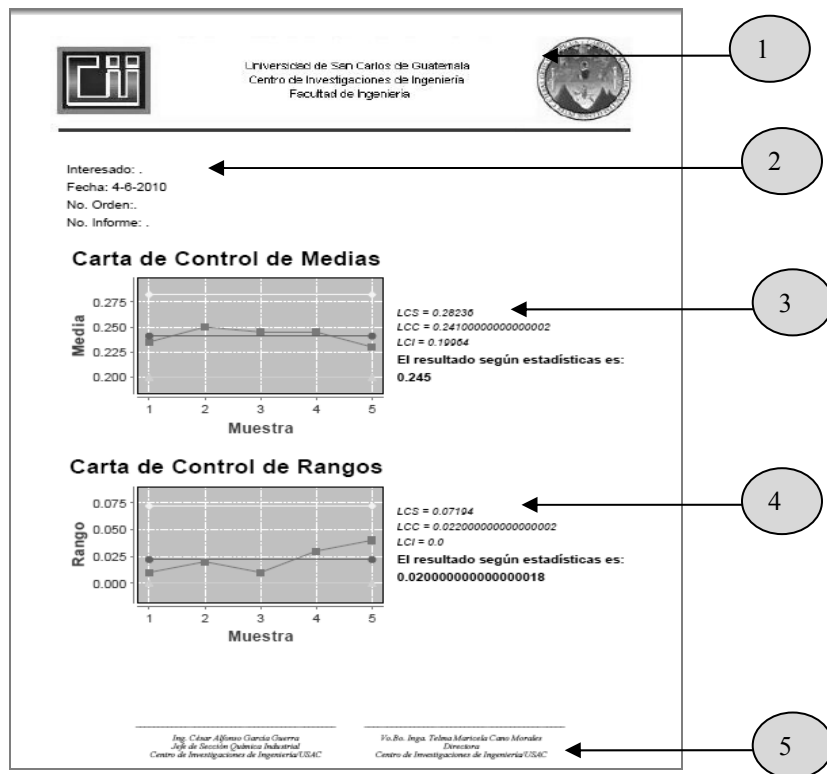 CII
Universidad de San Carlos de Guatemala
Centro de Investigaciones de Ingeniería
Facultad de Ingeniería
1
Interesado: .
Fecha: 4-6-2010
No. Orden:.
No. Informe: .
2
Carta de Control de Medias
Media
0.275
0.250
0.225
0.200
1 2 3 4 5
Muestra
LCS = 0.28236
LCC = 0.24100000000000002
LCI = 0.19964
El resultado según estadísticas es:
0.245
3
Carta de Control de Rangos
Rango
0.075
0.050
0.025
0.000
1 2 3 4 5
Muestra
LCS = 0.07194
LCC = 0.022000000000000002
LCI = 0.0
El resultado según estadísticas es:
0.020000000000000018
4
Ing. César Alfonso García Guerra
Jefe de Sección Química Industrial
Centro de Investigaciones de Ingeniería/USAC
Vo.Bo. Inga. Telma Maricela Cano Morales
Directora
Centro de Investigaciones de Ingeniería/USAC
5